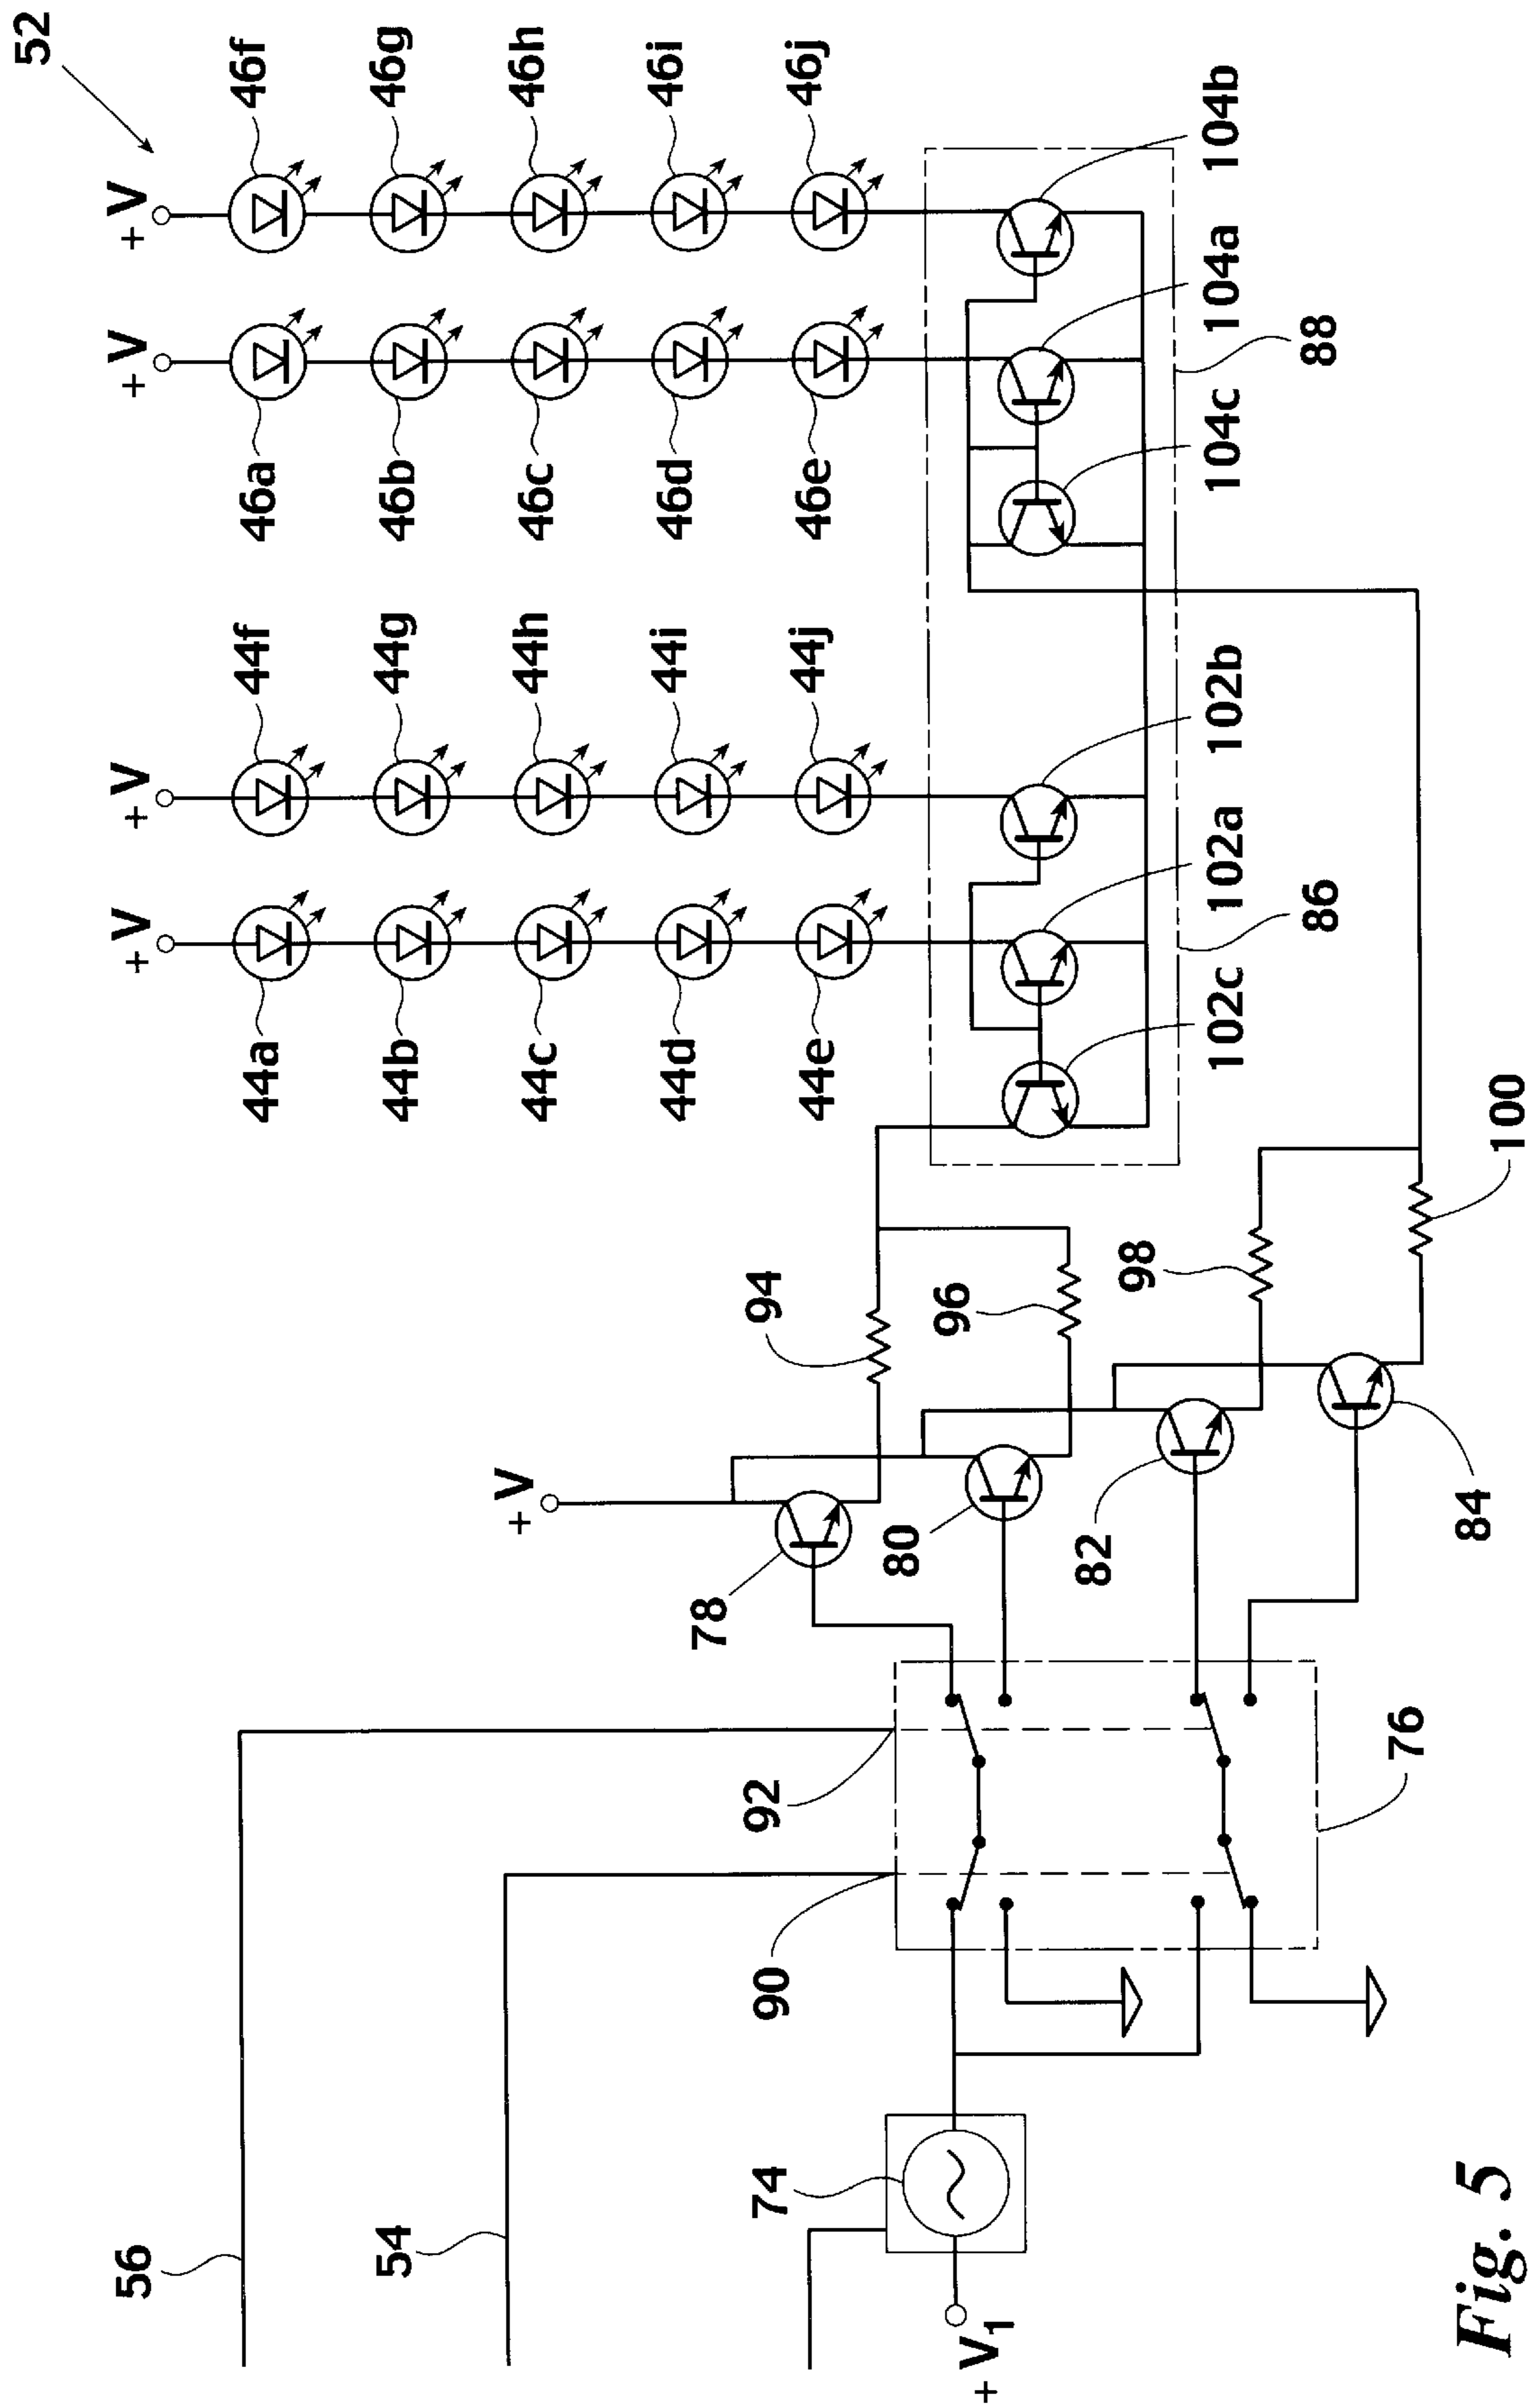 52
+ V
+ V
+ V
+ V
44a
44f
46a
46f
44b
44g
46b
46g
44c
44h
46c
46h
44d
44i
46d
46i
44e
44j
46e
46j
56
54
92
90
+ V
78
80
82
84
94
96
98
100
102c
102a
102b
104c
104a
104b
86
88
74
76
+ V1
Fig. 5